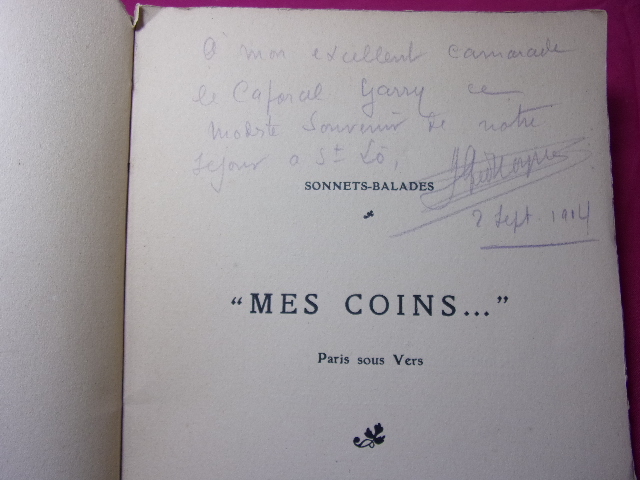 A mon excellent camarade
le Caporal Garry ce
modeste souvenir de notre
sejour a St Lô,
SONNETS-BALADES
2 Sept. 1914
“MES COINS...”
Paris sous Vers